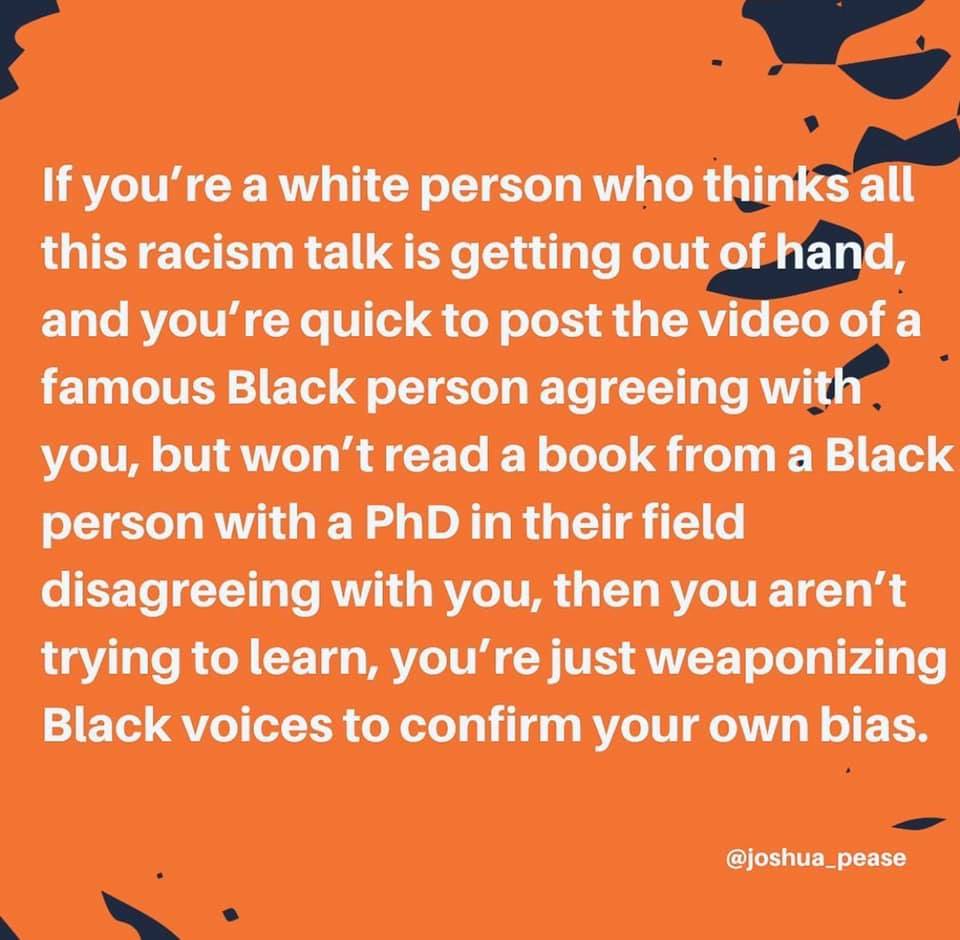 If you’re a white person who thinks all
this racism talk is getting out of hand,
and you’re quick to post the video of a
famous Black person agreeing with
you, but won’t read a book from a Black
person with a PhD in their field
disagreeing with you, then you aren’t
trying to learn, you’re just weaponizing
Black voices to confirm your own bias.
@joshua_pease